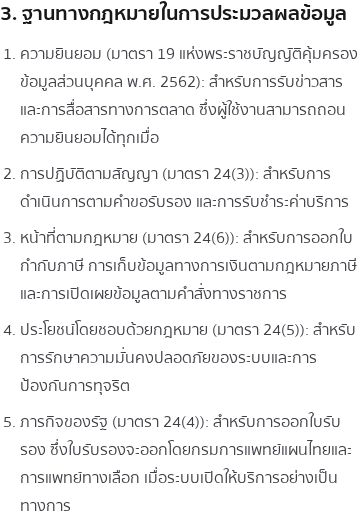 3. ฐานทางกฎหมายในการประมวลผลข้อมูล
1. ความยินยอม (มาตรา 19 แห่งพระราชบัญญัติคุ้มครอง
ข้อมูลส่วนบุคคล พ.ศ. 2562): สำหรับการรับข่าวสาร
และการสื่อสารทางการตลาด ซึ่งผู้ใช้งานสามารถถอน
ความยินยอมได้ทุกเมื่อ
2. การปฏิบัติตามสัญญา (มาตรา 24(3)): สำหรับการ
ดำเนินการตามคำขอรับรอง และการรับชำระค่าบริการ
3. หน้าที่ตามกฎหมาย (มาตรา 24(6)): สำหรับการออกใบ
กำกับภาษี การเก็บข้อมูลทางการเงินตามกฎหมายภาษี
และการเปิดเผยข้อมูลตามคำสั่งทางราชการ
4. ประโยชน์โดยชอบด้วยกฎหมาย (มาตรา 24(5)): สำหรับ
การรักษาความมั่นคงปลอดภัยของระบบและการ
ป้องกันการทุจริต
5. ภารกิจของรัฐ (มาตรา 24(4)): สำหรับการออกใบรับ
รอง ซึ่งใบรับรองจะออกโดยกรมการแพทย์แผนไทยและ
การแพทย์ทางเลือก เมื่อระบบเปิดให้บริการอย่างเป็น
ทางการ